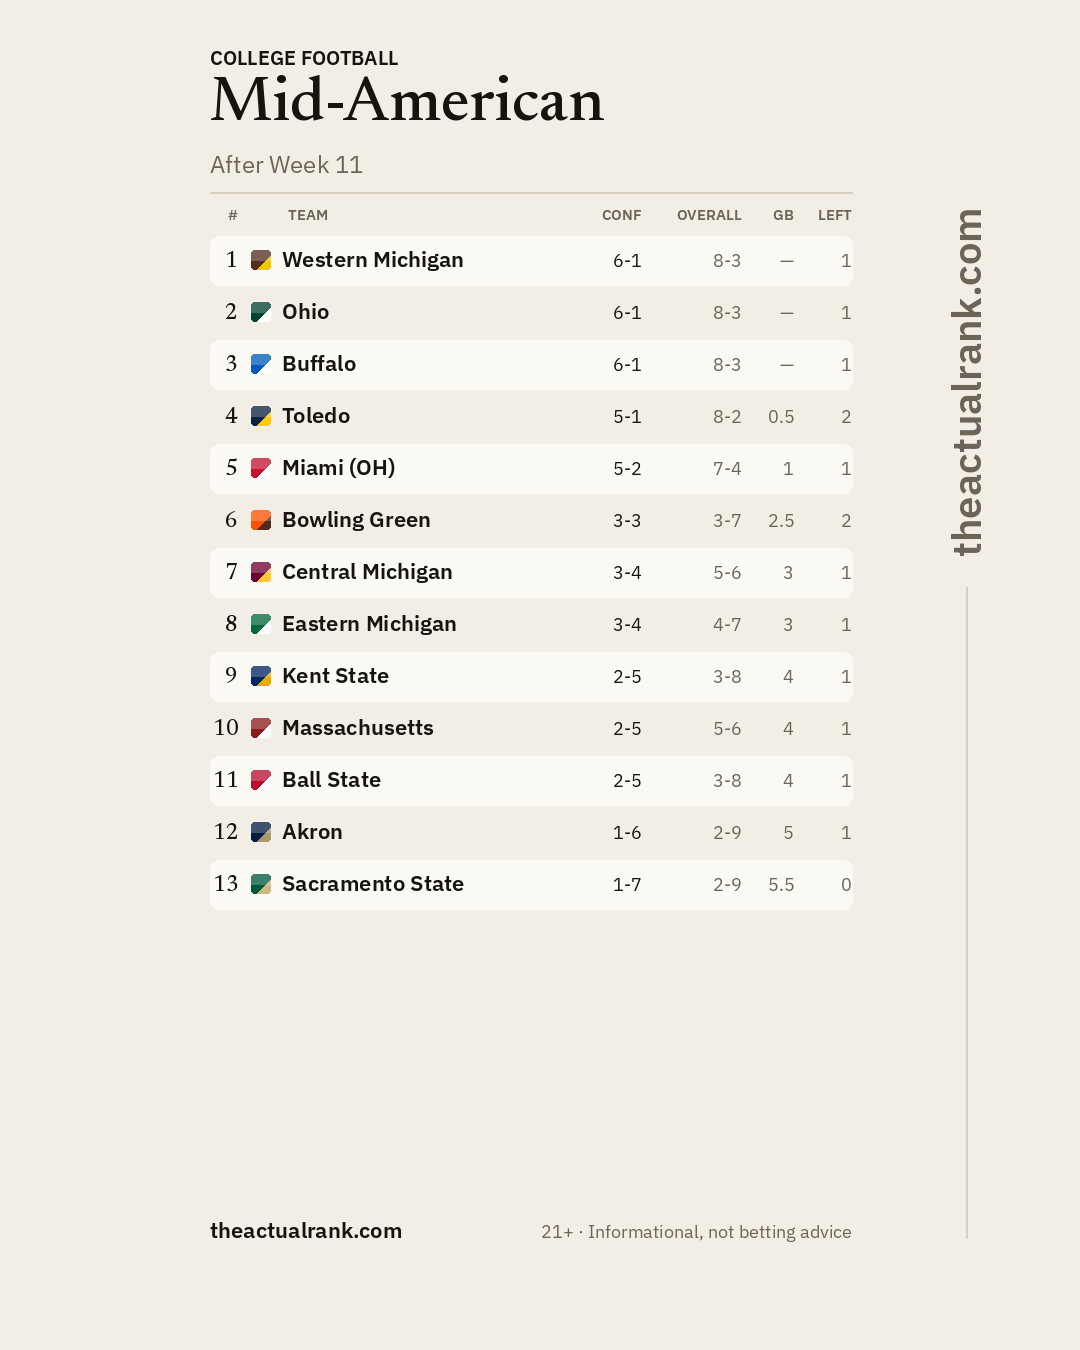 COLLEGE FOOTBALL
Mid-American
After Week 11
# TEAM CONF OVERALL GB LEFT
1 Western Michigan 6-1 8-3 — 1
2 Ohio 6-1 8-3 — 1
3 Buffalo 6-1 8-3 — 1
4 Toledo 5-1 8-2 0.5 2
5 Miami (OH) 5-2 7-4 1 1
6 Bowling Green 3-3 3-7 2.5 2
7 Central Michigan 3-4 5-6 3 1
8 Eastern Michigan 3-4 4-7 3 1
9 Kent State 2-5 3-8 4 1
10 Massachusetts 2-5 5-6 4 1
11 Ball State 2-5 3-8 4 1
12 Akron 1-6 2-9 5 1
13 Sacramento State 1-7 2-9 5.5 0
theactualrank.com
theactualrank.com 21+ · Informational, not betting advice